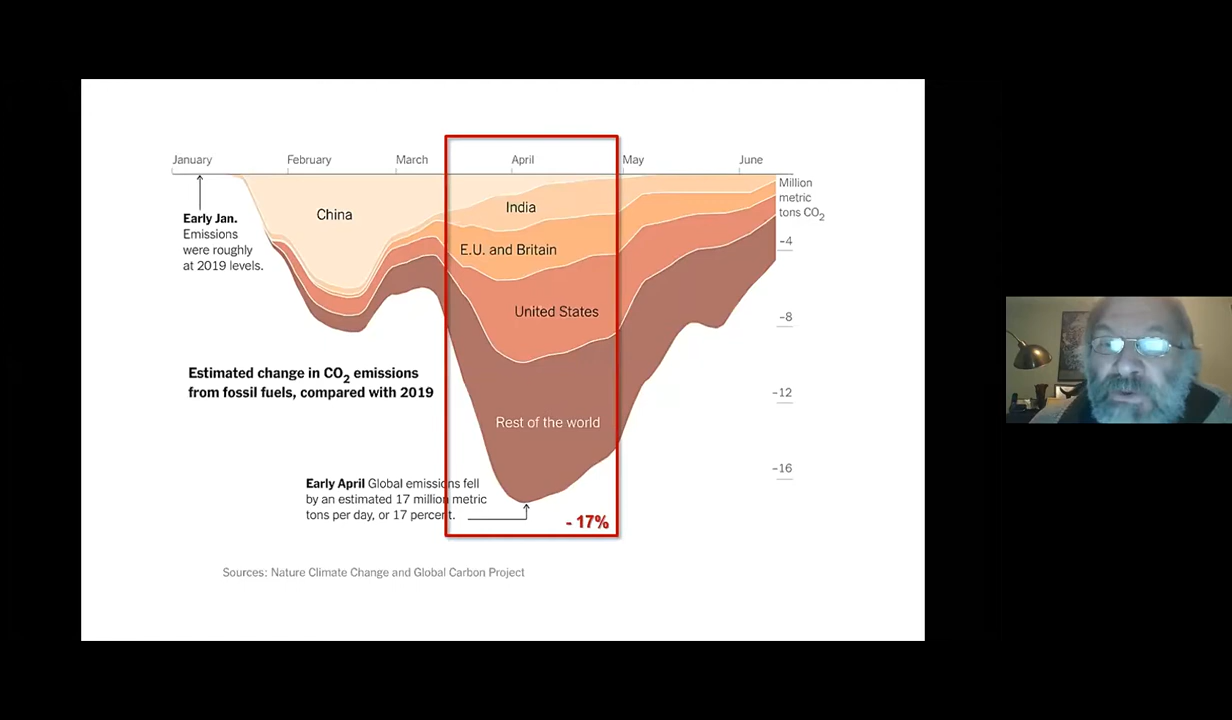 January
February
March
April
May
June
Million
metric
tons CO2
Early Jan.
Emissions
were roughly
at 2019 levels.
China
India
E.U. and Britain
United States
Rest of the world
-4
-8
-12
-16
Estimated change in CO2 emissions
from fossil fuels, compared with 2019
Early April Global emissions fell
by an estimated 17 million metric
tons per day, or 17 percent.
- 17%
Sources: Nature Climate Change and Global Carbon Project